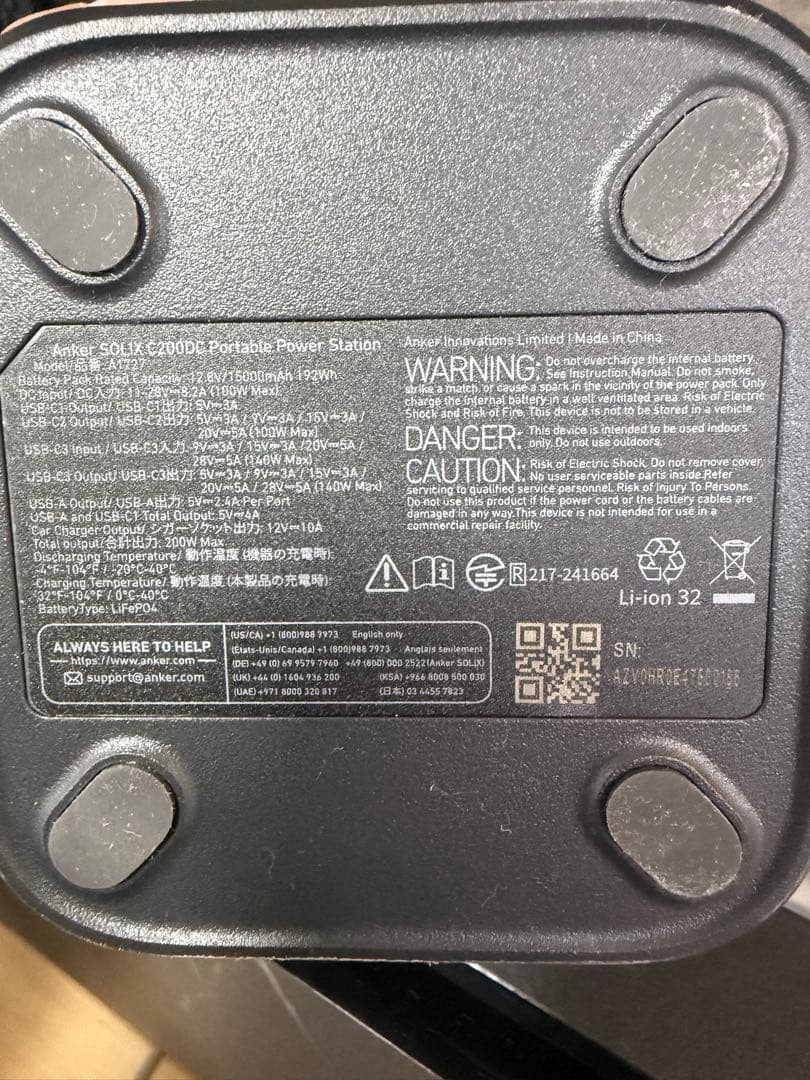 Anker SOLIX C200DC Portable Power Station
Model/品番: A1727
Battery Pack Rated Capacity: 12.8V/15000mAh 192Wh
DC Input/ DC入力: 11-28V⎓8.2A (100W Max)
USB-C1 Output/ USB-C1出力: 5V⎓3A
USB-C2 Output/ USB-C2出力: 5V⎓3A / 9V⎓3A / 15V⎓3A /
20V⎓5A (100W Max)
USB-C3 Input / USB-C3入力: 9V⎓3A / 15V⎓3A /20V⎓5A /
28V⎓5A (140W Max)
USB-C3 Output/ USB-C3出力: 5V⎓3A / 9V⎓3A / 15V⎓3A /
20V⎓5A / 28V⎓5A (140W Max)
USB-A Output/ USB-A出力: 5V⎓2.4A Per Port
USB-A and USB-C1 Total Output: 5V⎓4A
Car Charger Output/ シガーソケット出力: 12V⎓10A
Total output/合計出力: 200W Max
Discharging Temperature/ 動作温度 (機器の充電時):
-4°F-104°F / -20°C-40°C
Charging Temperature/ 動作温度 (本製品の充電時):
32°F-104°F / 0°C-40°C
BatteryType: LiFePO4
Anker Innovations Limited | Made in China
WARNING: Do not overcharge the internal battery.
See Instruction Manual. Do not smoke,
strike a match, or cause a spark in the vicinity of the power pack. Only
charge the internal battery in a well ventilated area. Risk of Electric
Shock and Risk of Fire. This device is not to be stored in a vehicle.
DANGER: This device is intended to be used indoors
only. Do not use outdoors.
CAUTION: Risk of Electric Shock. Do not remove cover.
No user serviceable parts inside.Refer
servicing to qualified service personnel. Risk of Injury To Persons.
Do not use this product if the power cord or the battery cables are
damaged in any way.This device is not intended for use in a
commercial repair facility.
R 217-241664
Li-ion 32
ALWAYS HERE TO HELP
https://www.anker.com
support@anker.com
(US/CA) +1 (800)988 7973 English only
(États-Unis/Canada) +1 (800)988 7973 Anglais seulement
(DE) +49 (0) 69 9579 7960 +49 (800) 000 2522(Anker SOLIX)
(UK) +44 (0) 1604 936 200 (KSA) +966 8008 500 030
(UAE) +971 8000 320 817 (日本) 03 4455 7823
SN: